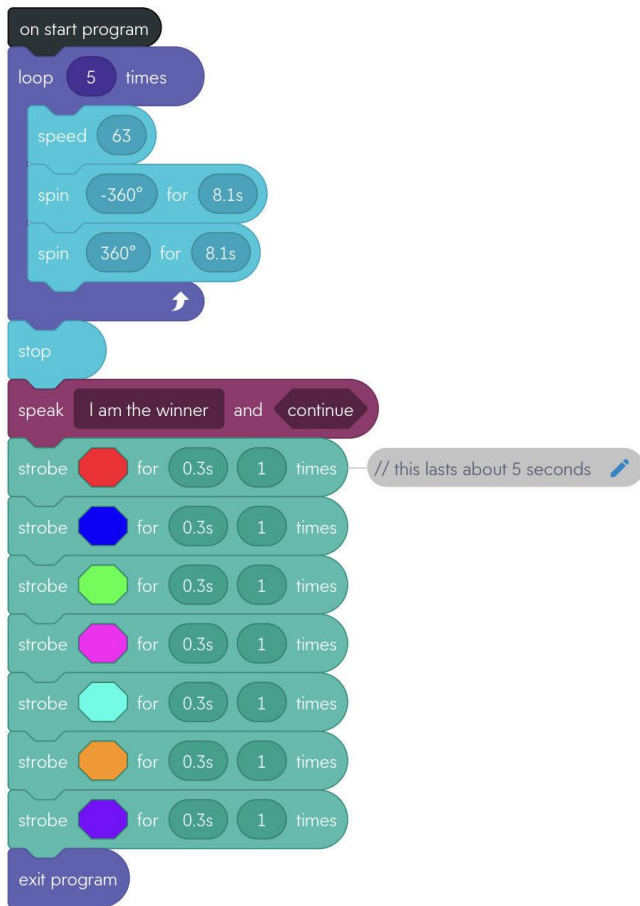 on start program
loop 5 times
speed 63
spin -360° for 8.1s
spin 360° for 8.1s
stop
speak I am the winner and continue
strobe for 0.3s 1 times // this lasts about 5 seconds
strobe for 0.3s 1 times
strobe for 0.3s 1 times
strobe for 0.3s 1 times
strobe for 0.3s 1 times
strobe for 0.3s 1 times
strobe for 0.3s 1 times
exit program